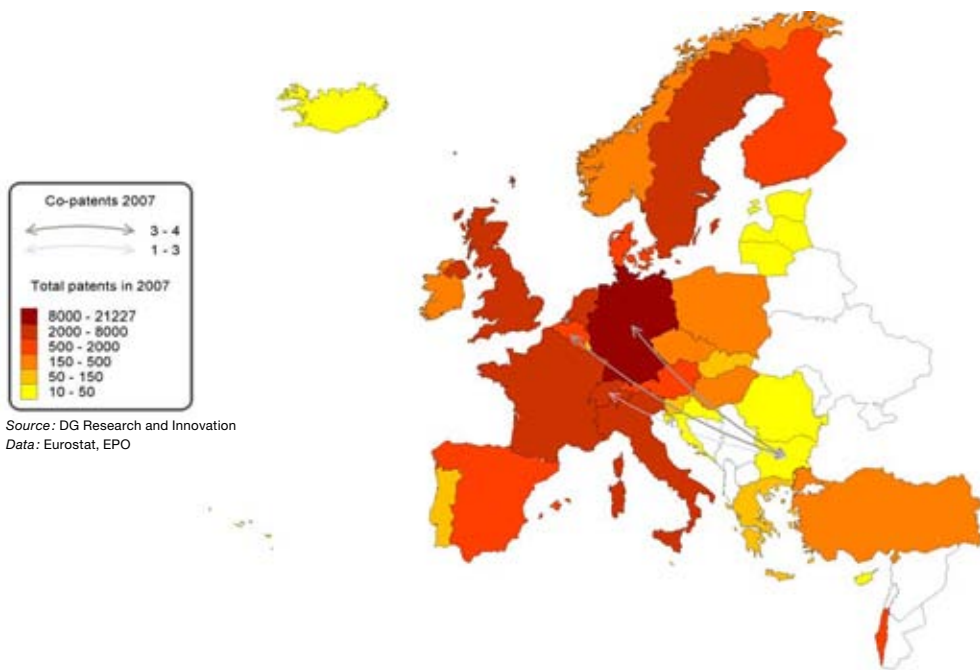 Co-patents 2007
3 - 4
1 - 3
Total patents in 2007
8000 - 21227
2000 - 8000
500 - 2000
150 - 500
50 - 150
10 - 50
Source: DG Research and Innovation
Data: Eurostat, EPO